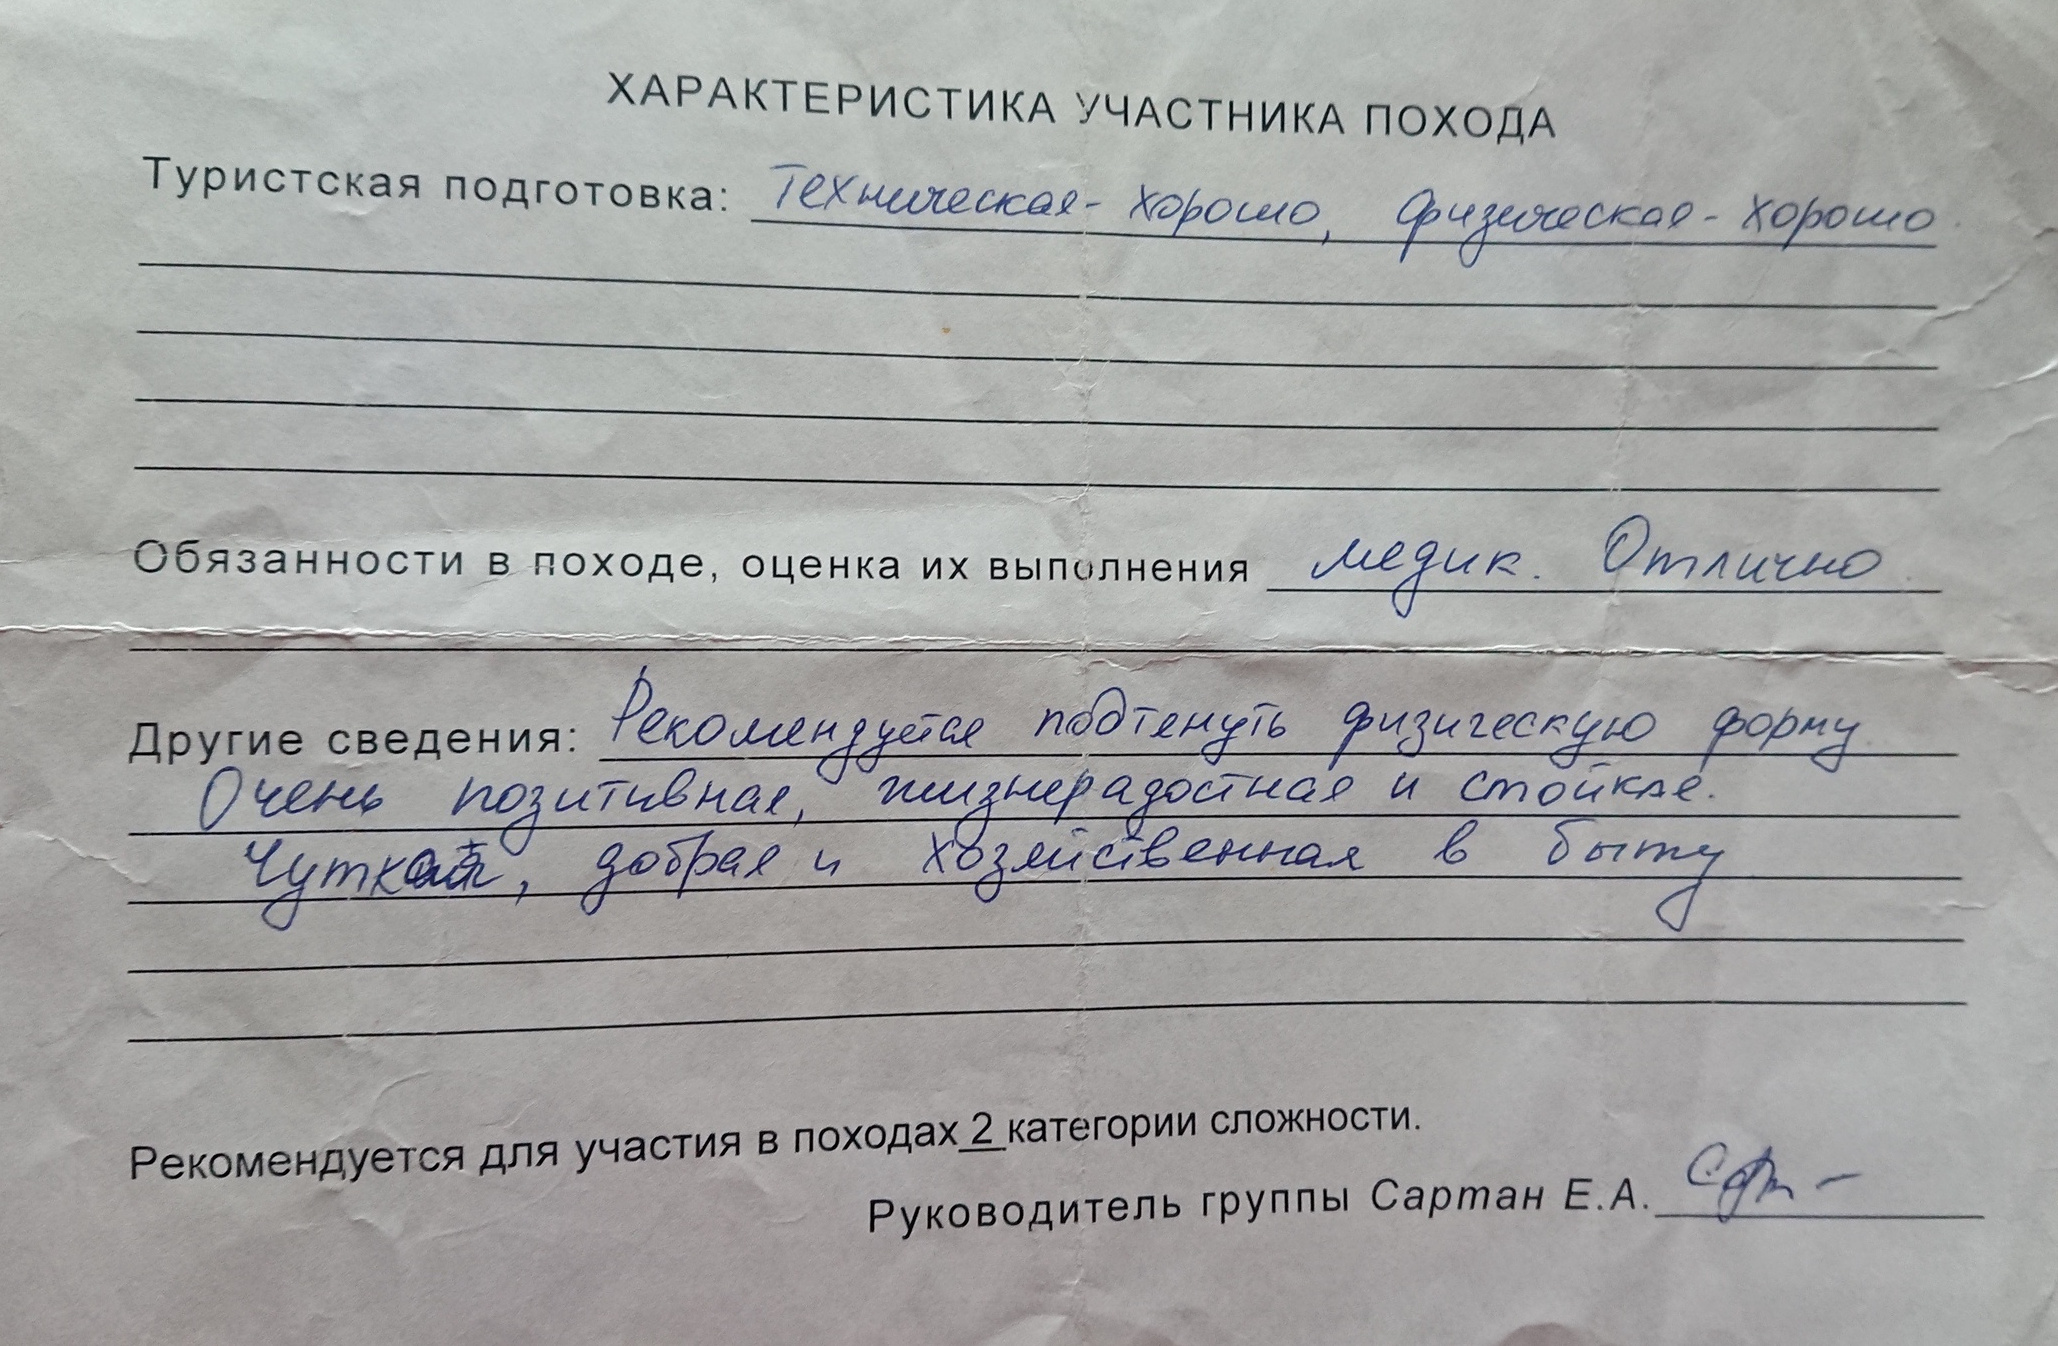 ХАРАКТЕРИСТИКА УЧАСТНИКА ПОХОДА
Туристская подготовка: Техническая - хорошо, физическая - хорошо.
Обязанности в походе, оценка их выполнения медик. Отлично.
Другие сведения: Рекомендуется подтянуть физическую форму.
Очень позитивная, жизнерадостная и стойкая.
Чуткая, добрая и хозяйственная в быту
Рекомендуется для участия в походах 2 категории сложности.
Руководитель группы Сартан Е.А.